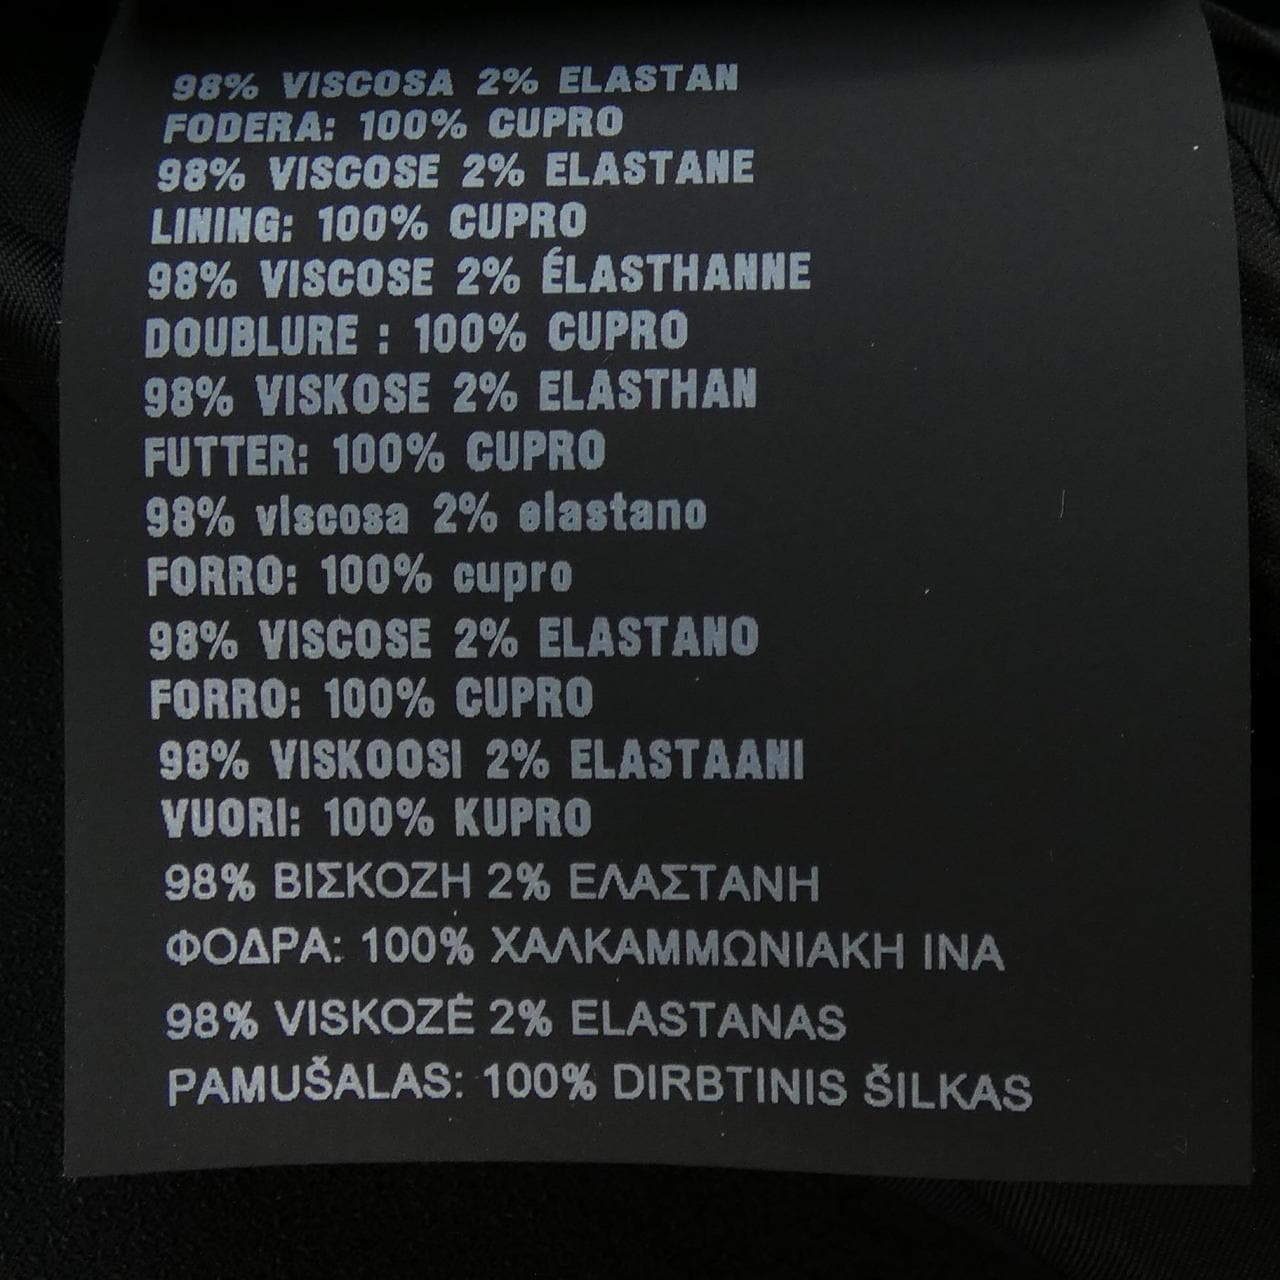 98% VISCOSA 2% ELASTAN
FODERA: 100% CUPRO
98% VISCOSE 2% ELASTANE
LINING: 100% CUPRO
98% VISCOSE 2% ÉLASTHANNE
DOUBLURE : 100% CUPRO
98% VISKOSE 2% ELASTHAN
FUTTER: 100% CUPRO
98% viscosa 2% elastano
FORRO: 100% cupro
98% VISCOSE 2% ELASTANO
FORRO: 100% CUPRO
98% VISKOOSI 2% ELASTAANI
VUORI: 100% KUPRO
98% ΒΙΣΚΟΖΗ 2% ΕΛΑΣΤΑΝΗ
ΦΟΔΡΑ: 100% ΧΑΛΚΑΜΜΩΝΙΑΚΗ ΙΝΑ
98% VISKOZĖ 2% ELASTANAS
PAMUŠALAS: 100% DIRBTINIS ŠILKAS